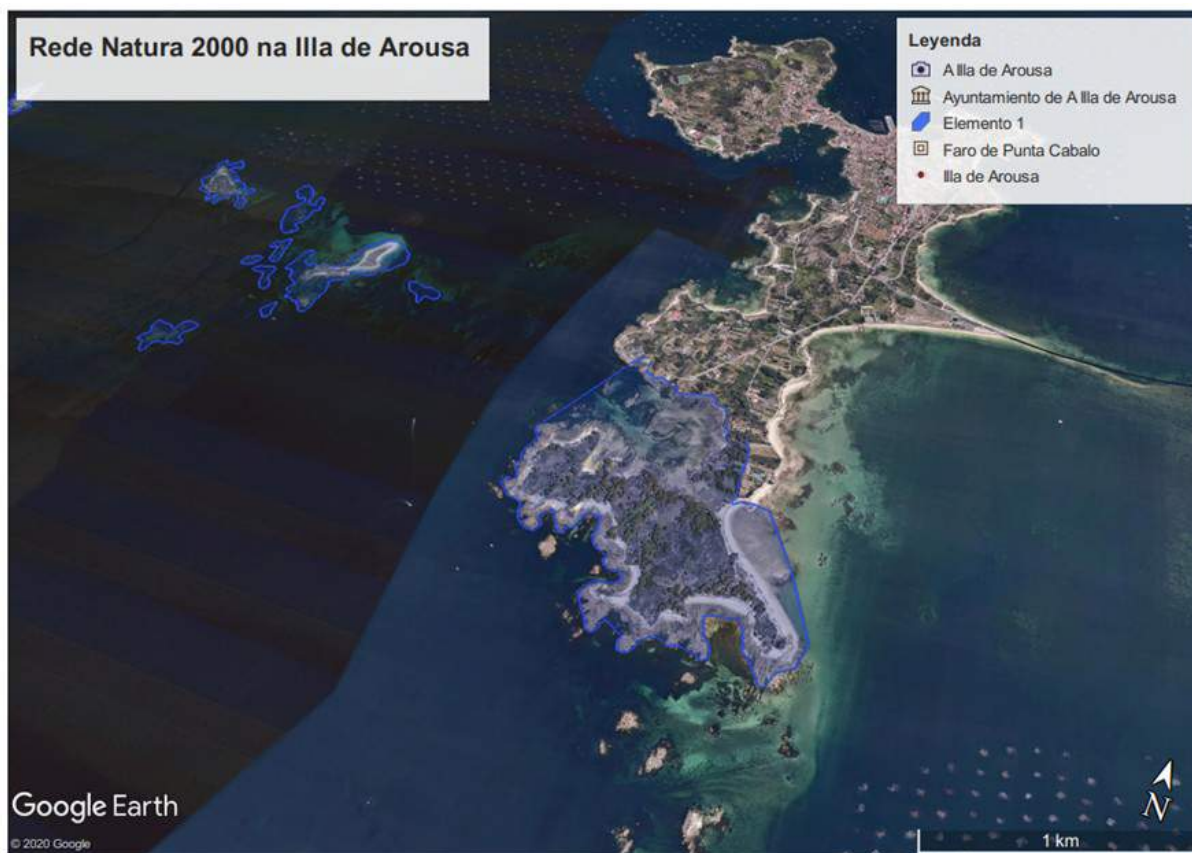 Rede Natura 2000 na Illa de Arousa
Leyenda
A Illa de Arousa
Ayuntamiento de A Illa de Arousa
Elemento 1
Faro de Punta Cabalo
Illa de Arousa
N
1 km
Google Earth
© 2020 Google